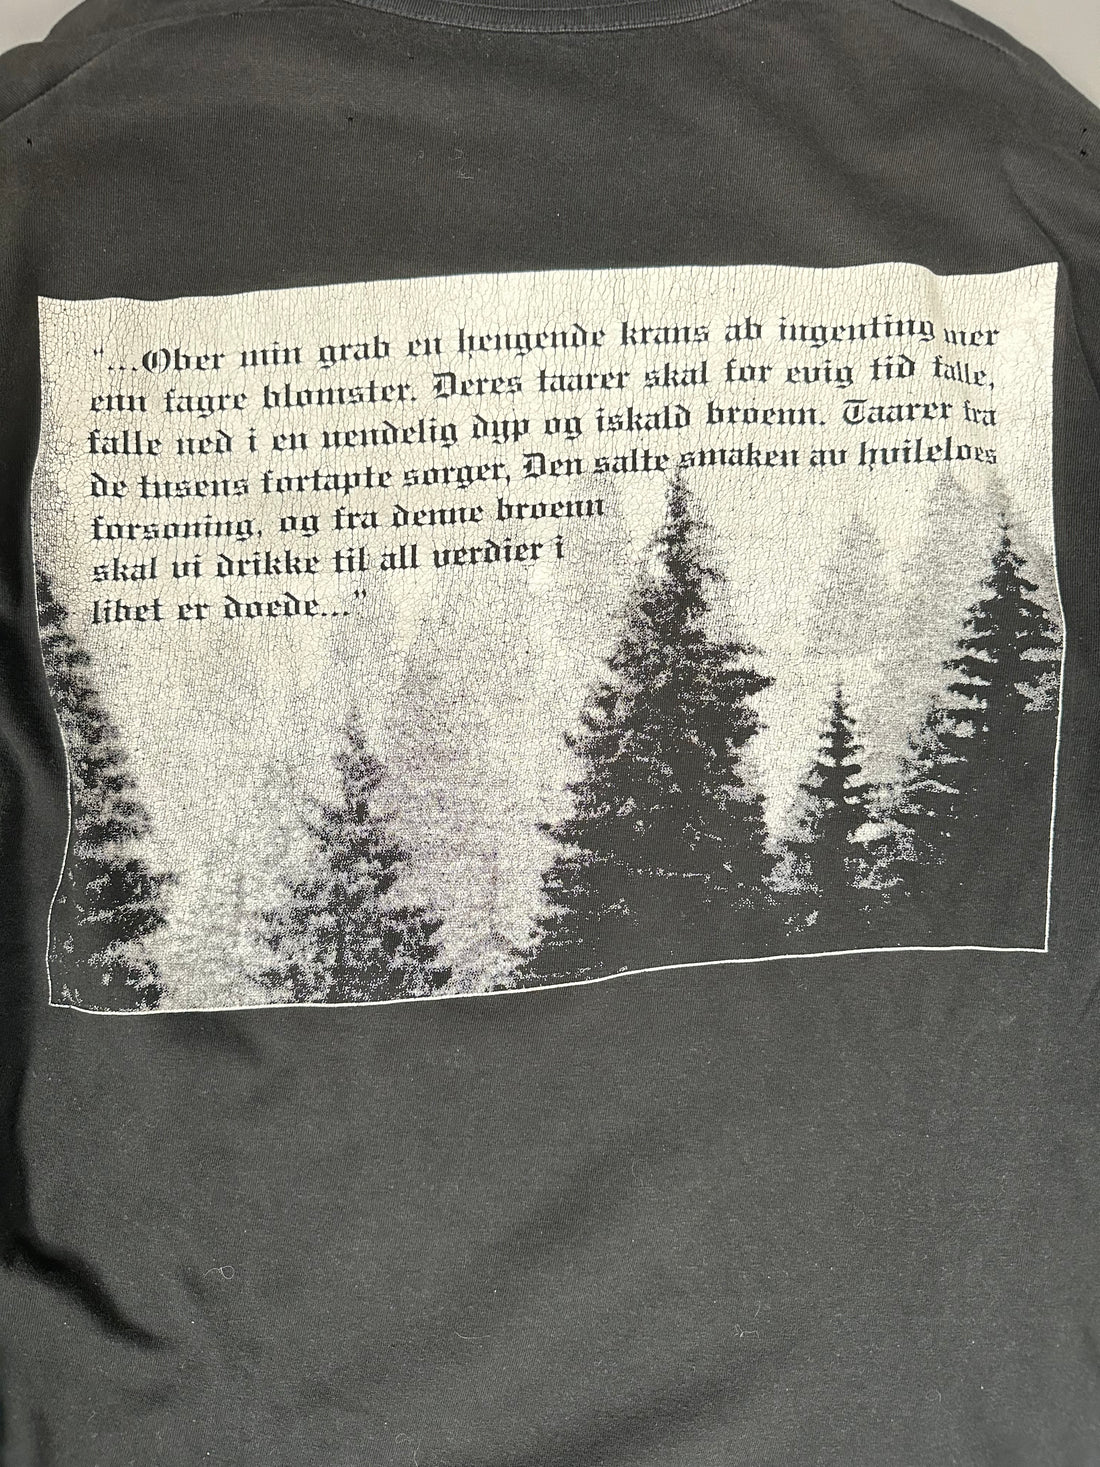 "...Ober min grab en hengende krans ab ingenting mer
enn fagre blomster. Deres taarer skal for evig tid falle,
falle ned i en uendelig dyp og iskald broenn. Taarer fra
de tusens fortapte sorger, Den salte smaken av hvileloes
forsoning, og fra denne broenn
skal vi drikke til all verdier i
libet er doede..."